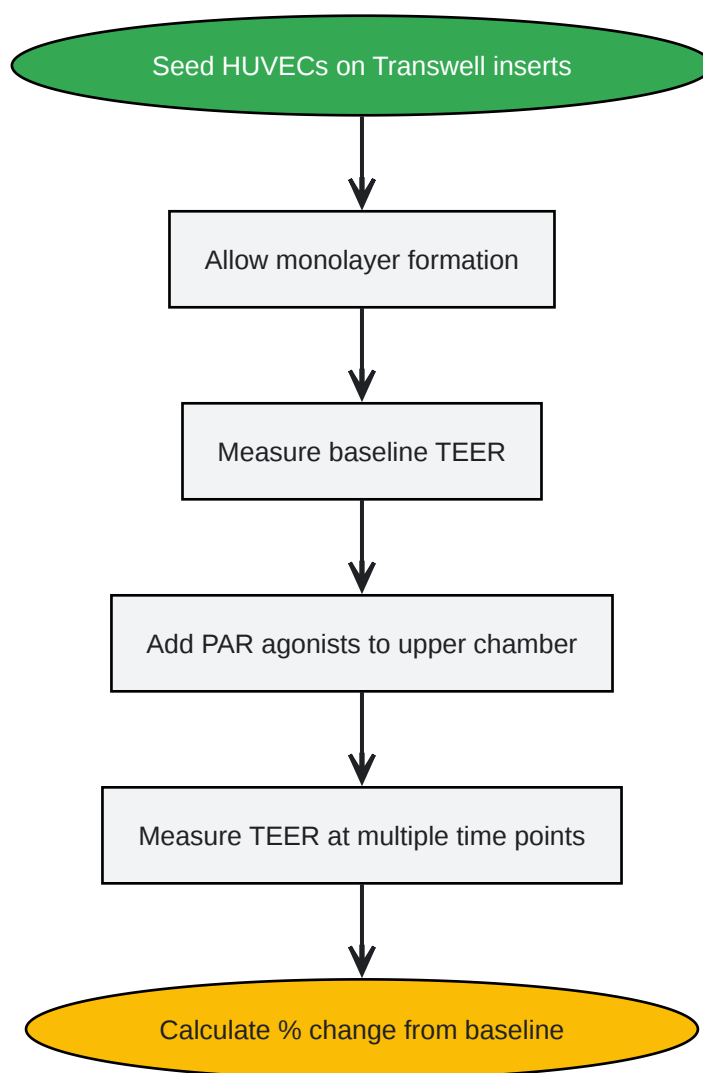 Seed HUVECs on Transwell inserts
Allow monolayer formation
Measure baseline TEER
Add PAR agonists to upper chamber
Measure TEER at multiple time points
Calculate % change from baseline